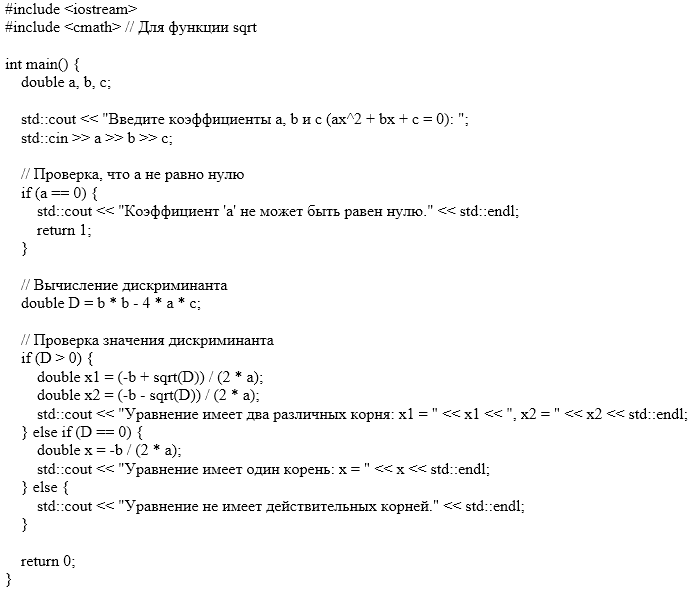 #include <iostream>
#include <cmath> // Для функции sqrt
int main() {
double a, b, c;
std::cout << "Введите коэффициенты a, b и c (ax^2 + bx + c = 0): ";
std::cin >> a >> b >> c;
// Проверка, что a не равно нулю
if (a == 0) {
std::cout << "Коэффициент 'a' не может быть равен нулю." << std::endl;
return 1;
}
// Вычисление дискриминанта
double D = b * b - 4 * a * c;
// Проверка значения дискриминанта
if (D > 0) {
double x1 = (-b + sqrt(D)) / (2 * a);
double x2 = (-b - sqrt(D)) / (2 * a);
std::cout << "Уравнение имеет два различных корня: x1 = " << x1 << ", x2 = " << x2 << std::endl;
} else if (D == 0) {
double x = -b / (2 * a);
std::cout << "Уравнение имеет один корень: x = " << x << std::endl;
} else {
std::cout << "Уравнение не имеет действительных корней." << std::endl;
}
return 0;
}